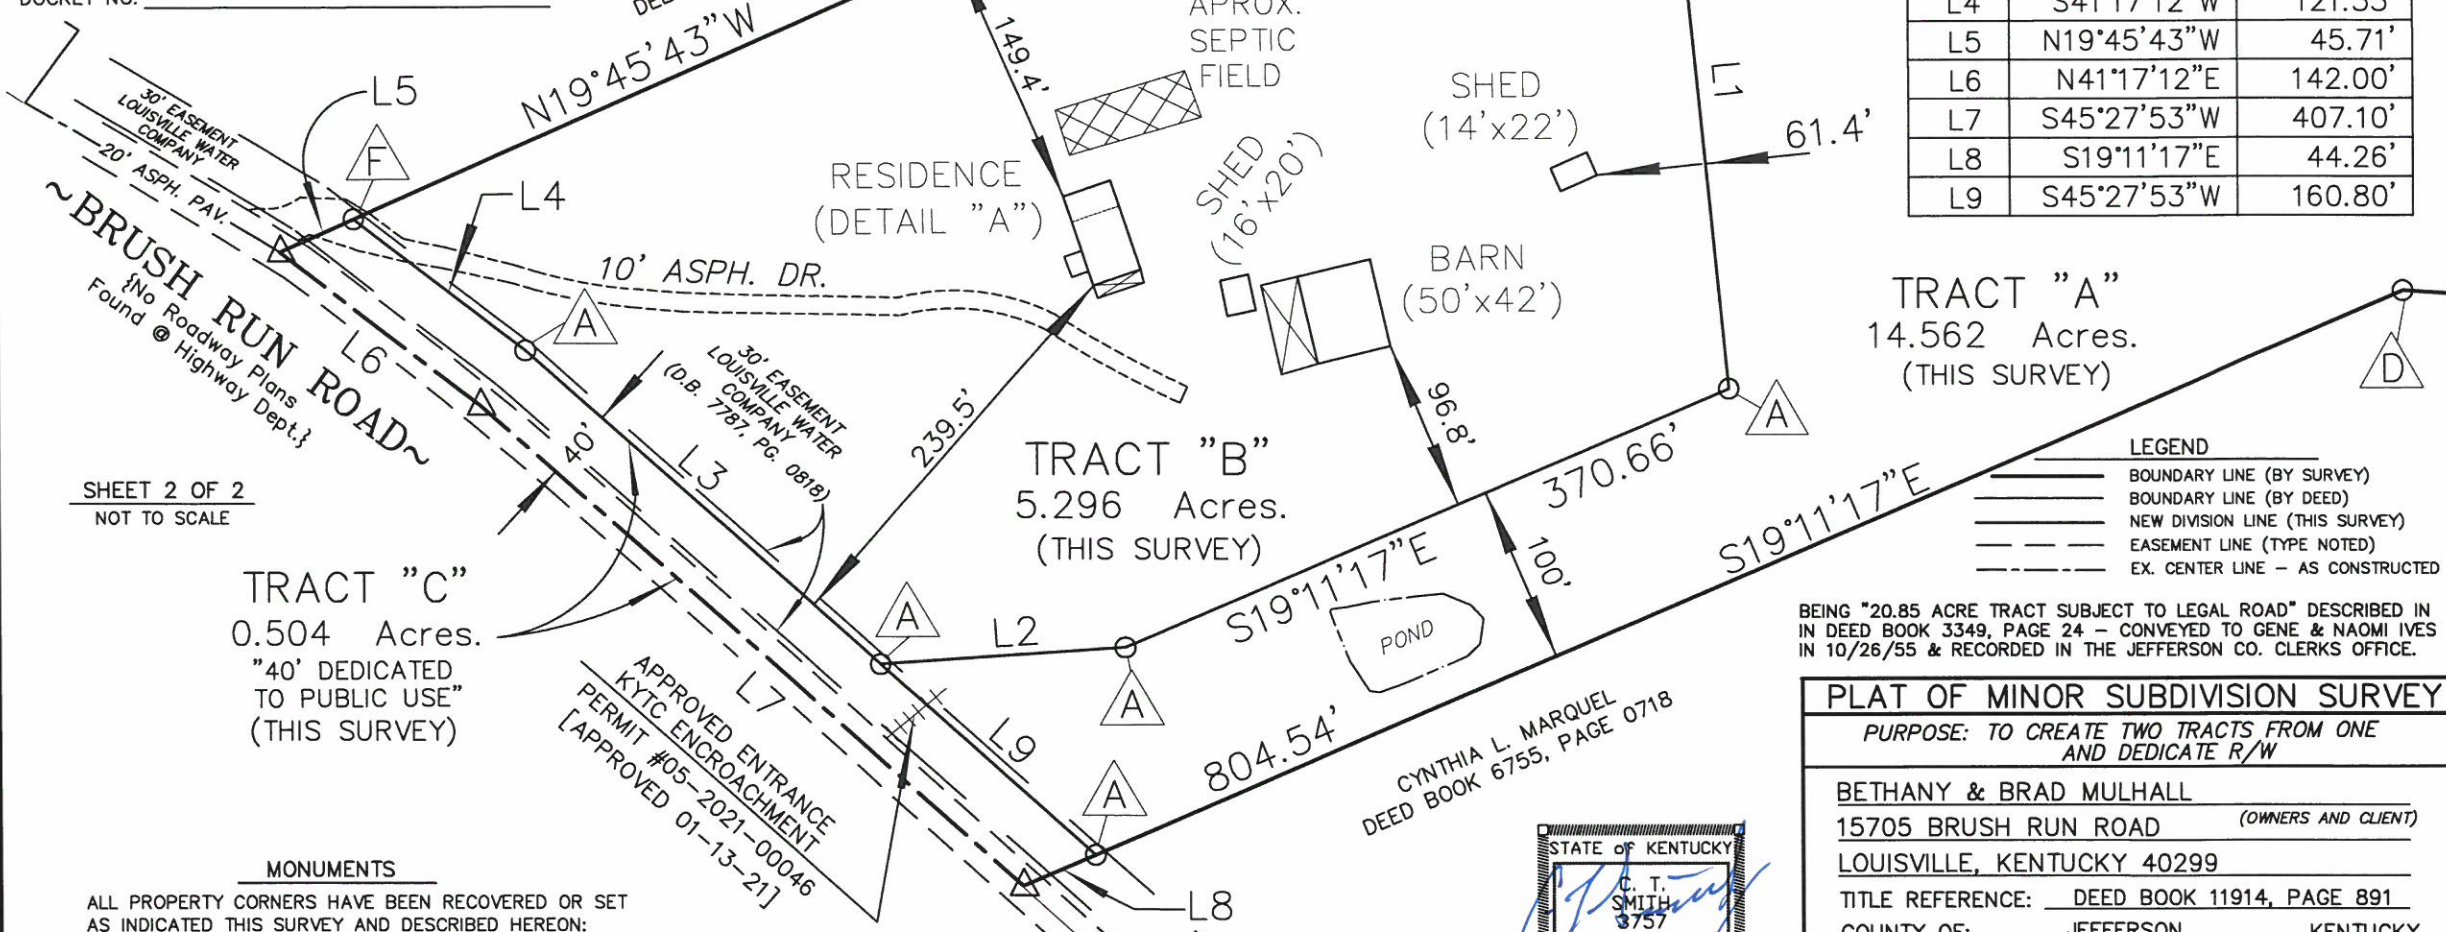 DOCKET NO.
N19°45'43"W
149.4'
APROX.
SEPTIC
FIELD
L4 S41°17'12"W 121.55'
L5 N19°45'43"W 45.71'
L6 N41°17'12"E 142.00'
L7 S45°27'53"W 407.10'
L8 S19°11'17"E 44.26'
L9 S45°27'53"W 160.80'
30' EASEMENT
LOUISVILLE WATER
COMPANY
20' ASPH. PAV.
L5
F
L4
RESIDENCE
(DETAIL "A")
SHED
(16'x20')
SHED
(14'x22')
L1
61.4'
~BRUSH RUN ROAD~
{No Roadway Plans
Found @ Highway Dept.}
L6
10' ASPH. DR.
A
BARN
(50'x42')
TRACT "A"
14.562 Acres.
(THIS SURVEY)
D
30' EASEMENT
LOUISVILLE WATER
COMPANY
(D.B. 7787, PG. 0818)
239.5'
96.8'
A
40'
L3
TRACT "B"
5.296 Acres.
(THIS SURVEY)
370.66'
S19°11'17"E
S19°11'17"E
100'
POND
SHEET 2 OF 2
NOT TO SCALE
LEGEND
BOUNDARY LINE (BY SURVEY)
BOUNDARY LINE (BY DEED)
NEW DIVISION LINE (THIS SURVEY)
EASEMENT LINE (TYPE NOTED)
EX. CENTER LINE – AS CONSTRUCTED
TRACT "C"
0.504 Acres.
"40' DEDICATED
TO PUBLIC USE"
(THIS SURVEY)
A
L2
A
L7
L9
A
804.54'
L8
APPROVED ENTRANCE
KYTC ENCROACHMENT
PERMIT #05–2021–00046
[APPROVED 01–13–21]
CYNTHIA L. MARQUEL
DEED BOOK 6755, PAGE 0718
BEING "20.85 ACRE TRACT SUBJECT TO LEGAL ROAD" DESCRIBED IN
IN DEED BOOK 3349, PAGE 24 – CONVEYED TO GENE & NAOMI IVES
IN 10/26/55 & RECORDED IN THE JEFFERSON CO. CLERKS OFFICE.
PLAT OF MINOR SUBDIVISION SURVEY
PURPOSE: TO CREATE TWO TRACTS FROM ONE
AND DEDICATE R/W
BETHANY & BRAD MULHALL
15705 BRUSH RUN ROAD (OWNERS AND CLIENT)
LOUISVILLE, KENTUCKY 40299
TITLE REFERENCE: DEED BOOK 11914, PAGE 891
COUNTY OF: JEFFERSON KENTUCKY
MONUMENTS
ALL PROPERTY CORNERS HAVE BEEN RECOVERED OR SET
AS INDICATED THIS SURVEY AND DESCRIBED HEREON:
STATE of KENTUCKY
C. T.
SMITH
3757